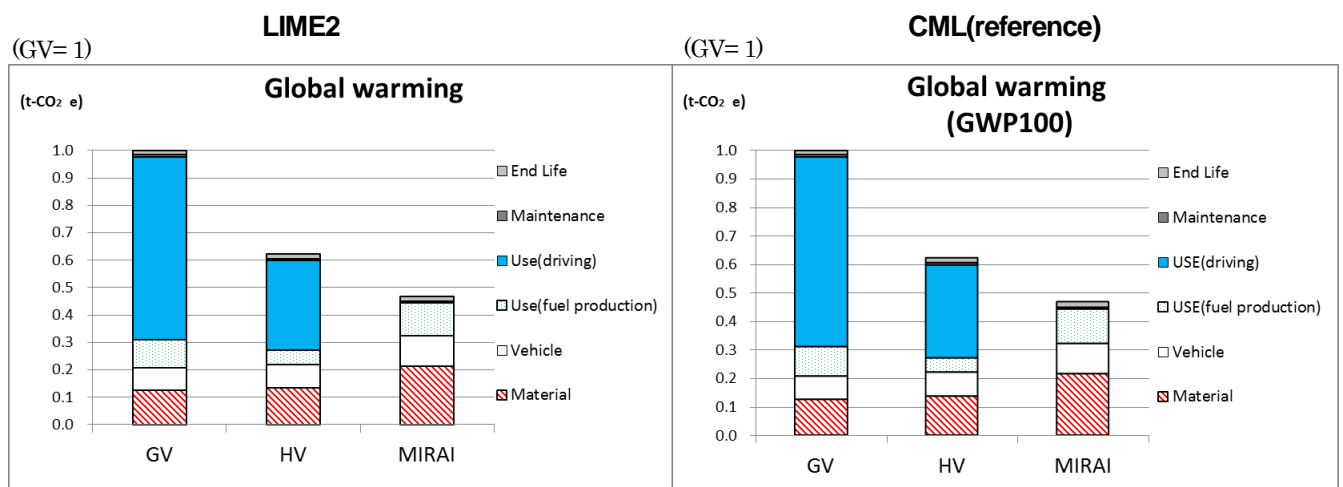 LIME2
(GV= 1)
Global warming
(t-CO₂ e)
1.0
0.9
0.8
0.7
0.6
0.5
0.4
0.3
0.2
0.1
0.0
GV HV MIRAI
End Life
Maintenance
Use(driving)
Use(fuel production)
Vehicle
Material
CML(reference)
(GV= 1)
Global warming
(GWP100)
(t-CO₂ e)
1.0
0.9
0.8
0.7
0.6
0.5
0.4
0.3
0.2
0.1
0.0
GV HV MIRAI
End Life
Maintenance
USE(driving)
USE(fuel production)
Vehicle
Material